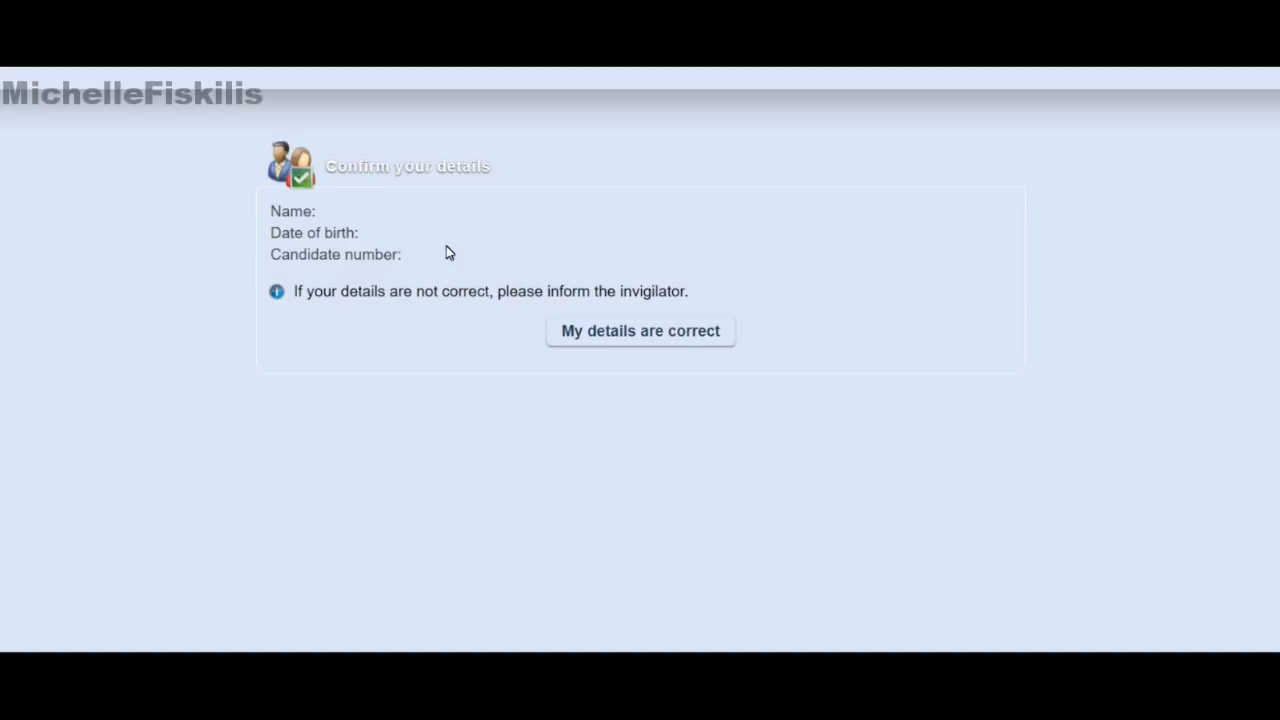 MichelleFiskilis
Confirm your details
Name:
Date of birth:
Candidate number:
If your details are not correct, please inform the invigilator.
My details are correct